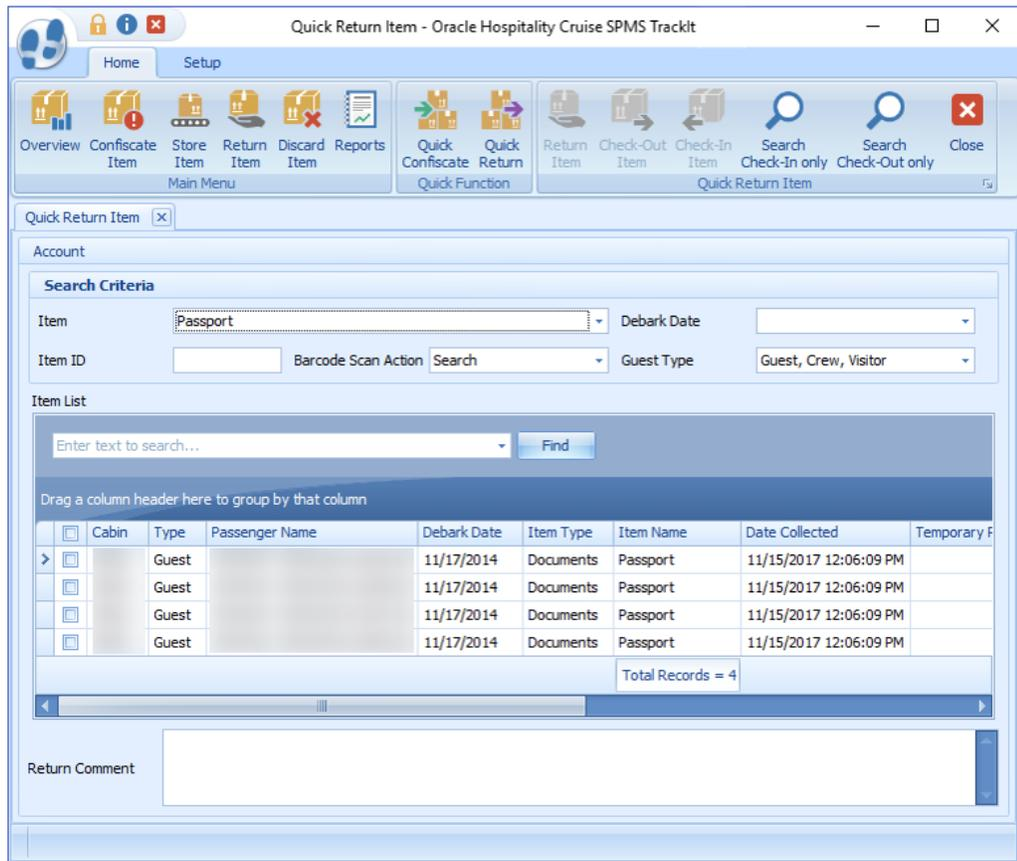 Quick Return Item - Oracle Hospitality Cruise SPMS TrackIt
Home Setup
Overview Confiscate Item Store Item Return Item Discard Item Reports Quick Confiscate Quick Return Return Item Check-Out Item Check-In Item Search Check-In only Search Check-Out only Close
Main Menu Quick Function Quick Return Item
Quick Return Item
Account
Search Criteria
Item Passport Debark Date
Item ID Barcode Scan Action Search Guest Type Guest, Crew, Visitor
Item List
Enter text to search... Find
Drag a column header here to group by that column
Cabin Type Passenger Name Debark Date Item Type Item Name Date Collected Temporary
Guest 11/17/2014 Documents Passport 11/15/2017 12:06:09 PM
Guest 11/17/2014 Documents Passport 11/15/2017 12:06:09 PM
Guest 11/17/2014 Documents Passport 11/15/2017 12:06:09 PM
Guest 11/17/2014 Documents Passport 11/15/2017 12:06:09 PM
Total Records = 4
Return Comment